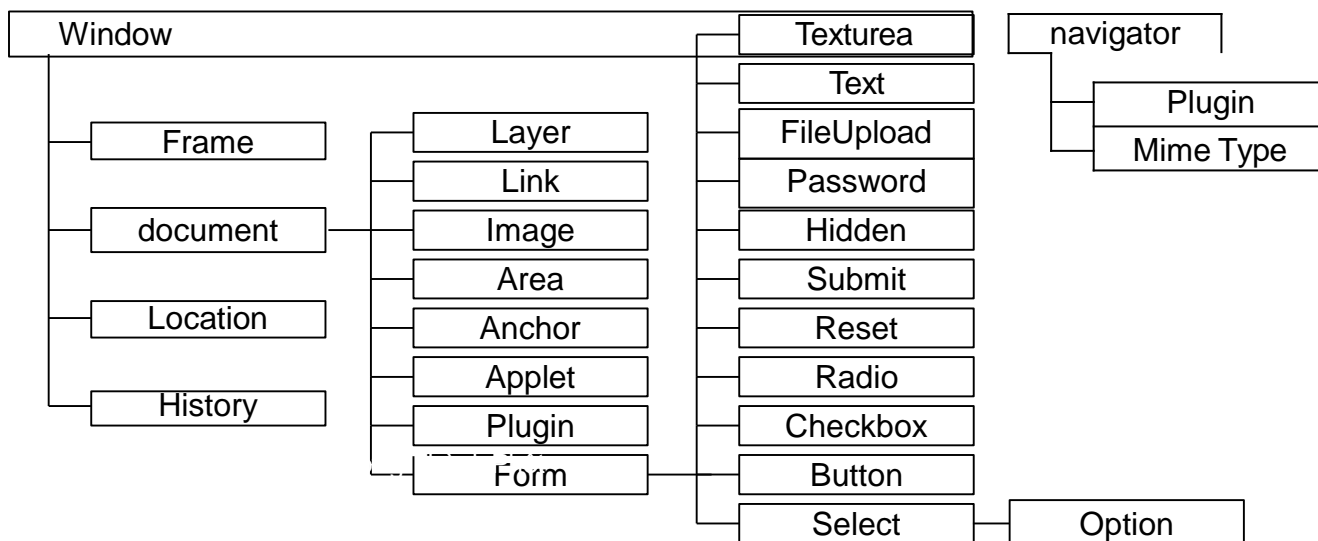 Window
Texturea
navigator
Text
Plugin
Frame
Layer
FileUpload
Mime Type
Link
Password
document
Image
Hidden
Area
Submit
Location
Anchor
Reset
Applet
Radio
History
Plugin
Checkbox
Form
Button
Select
Option